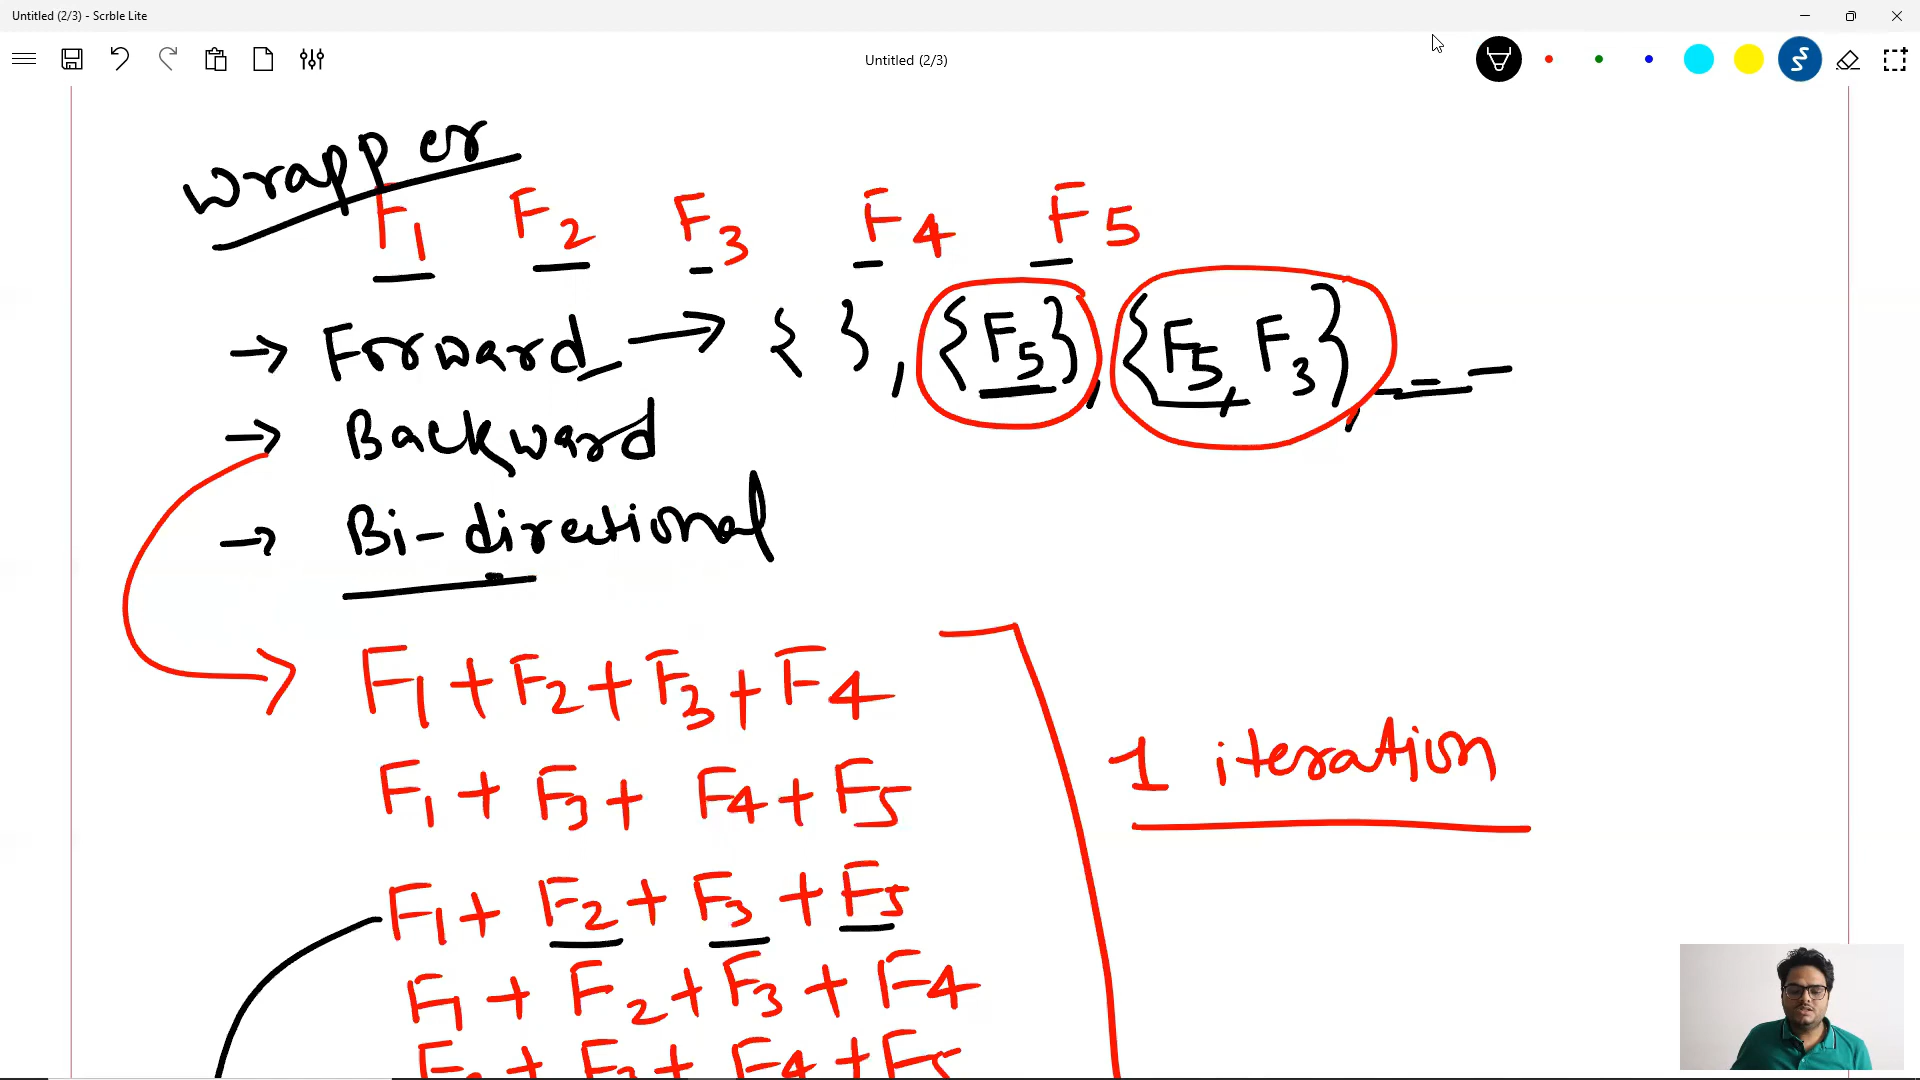 Untitled (2/3) - Scrble Lite
Untitled (2/3)
Wrapper
F1 F2 F3 F4 F5
→ Forward → { }, {F5}, {F5, F3}, - - -
→ Backward
→ Bi-directional
F1 + F2 + F3 + F4
F1 + F3 + F4 + F5
1 iteration
F1 + F2 + F3 + F5
F1 + F2 + F3 + F4